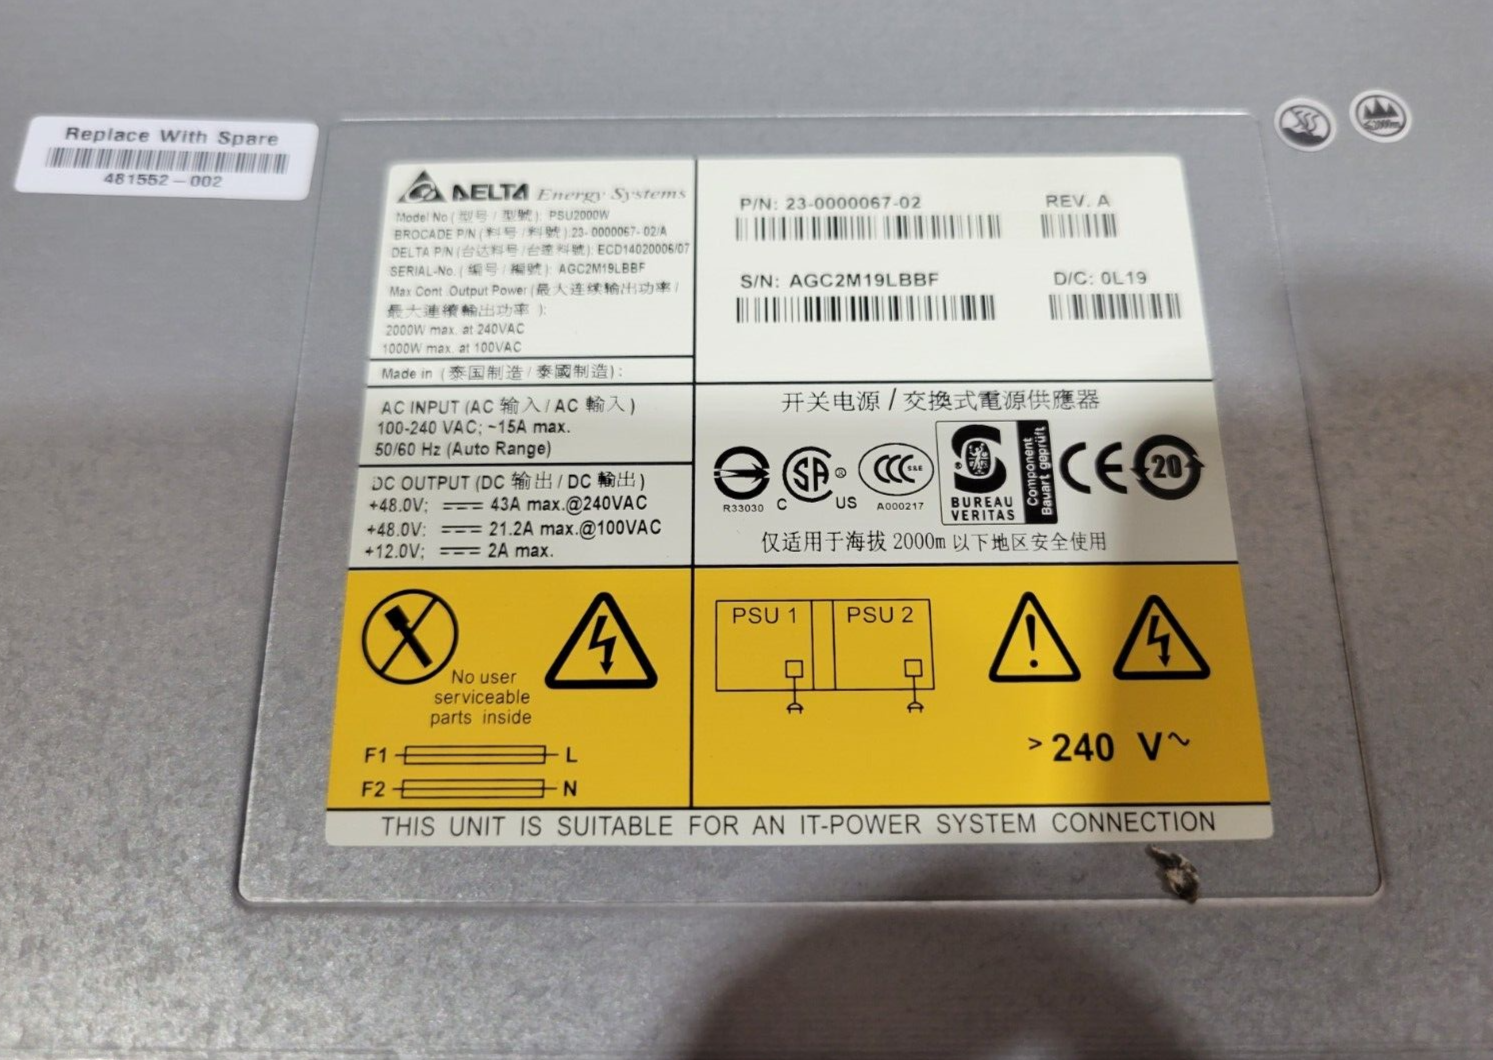 Replace With Spare
481552-002
DELTA Energy Systems
Model No (型号 / 型號): PSU2000W
BROCADE P/N (料号 / 料號): 23-0000067-02/A
DELTA P/N (台达料号 / 台達料號): ECD14020006/07
SERIAL-No. (编号 / 編號): AGC2M19LBBF
Max Cont. Output Power (最大连续输出功率 /
最大連續輸出功率 ):
2000W max. at 240VAC
1000W max. at 100VAC
Made in (泰国制造 / 泰國制造):
AC INPUT (AC 输入 / AC 輸入)
100-240 VAC; ~15A max.
50/60 Hz (Auto Range)
DC OUTPUT (DC 输出 / DC 輸出)
+48.0V; 43A max.@240VAC
+48.0V: 21.2A max.@100VAC
+12.0V; 2A max.
P/N: 23-0000067-02 REV. A
S/N: AGC2M19LBBF D/C: 0L19
开关电源 / 交換式電源供應器
R33030
C SA ® US
CCC S&E
A000217
BUREAU
VERITAS
Component
Bauart geprüft
CE
20
仅适用于海拔 2000m 以下地区安全使用
No user
serviceable
parts inside
F1 L
F2 N
PSU 1 PSU 2
> 240 V~
THIS UNIT IS SUITABLE FOR AN IT-POWER SYSTEM CONNECTION